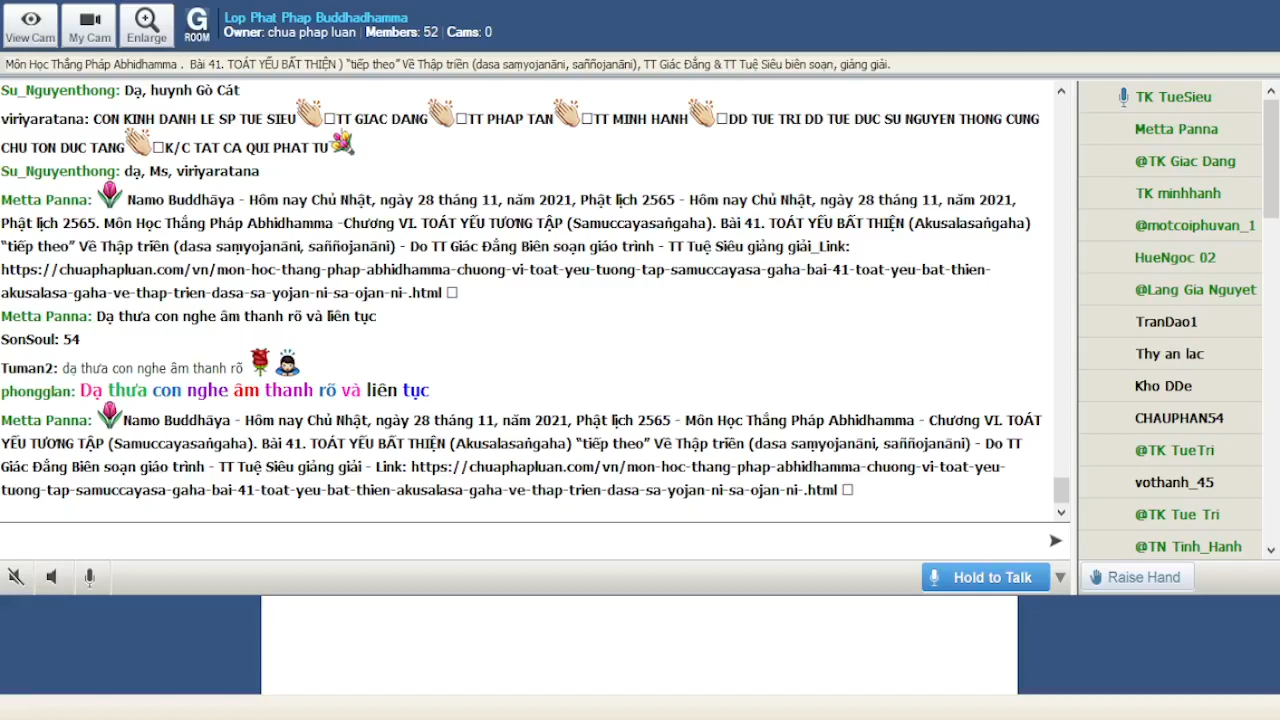 View Cam
My Cam
Enlarge
G
ROOM
Lop Phat Phap Buddhadhamma
Owner: chua phap luan | Members: 52 | Cams: 0
Môn Học Thắng Pháp Abhidhamma . Bài 41. TOÁT YẾU BẤT THIỆN ) “tiếp theo” Về Thập triền (dasa saṃyojanāni, saññojanāni), TT Giác Đẳng & TT Tuệ Siêu biên soạn, giảng giải.
Su_Nguyenthong: Dạ, huynh Gò Cát
viriyaratana: CON KINH DANH LE SP TUE SIEU👏□TT GIAC DANG👏□TT PHAP TAN👏□TT MINH HANH👏□DD TUE TRI DD TUE DUC SU NGUYEN THONG CUNG
CHU TON DUC TANG👏□K/C TAT CA QUI PHAT TU💐
Su_Nguyenthong: dạ, Ms, viriyaratana
Metta Panna: 🌷 Namo Buddhāya - Hôm nay Chủ Nhật, ngày 28 tháng 11, năm 2021, Phật lịch 2565 - Hôm nay Chủ Nhật, ngày 28 tháng 11, năm 2021,
Phật lịch 2565. Môn Học Thắng Pháp Abhidhamma -Chương VI. TOÁT YẾU TƯƠNG TẬP (Samuccayasaṅgaha). Bài 41. TOÁT YẾU BẤT THIỆN (Akusalasaṅgaha)
“tiếp theo” Về Thập triền (dasa saṃyojanāni, saññojanāni) - Do TT Giác Đẳng Biên soạn giáo trình - TT Tuệ Siêu giảng giải_Link:
https://chuaphapluan.com/vn/mon-hoc-thang-phap-abhidhamma-chuong-vi-toat-yeu-tuong-tap-samuccayasa-gaha-bai-41-toat-yeu-bat-thien-
akusalasa-gaha-ve-thap-trien-dasa-sa-yojan-ni-sa-ojan-ni-.html □
Metta Panna: Dạ thưa con nghe âm thanh rõ và liên tục
SonSoul: 54
Tuman2: dạ thưa con nghe âm thanh rõ 🌹🙇
phongglan: Dạ thưa con nghe âm thanh rõ và liên tục
Metta Panna: 🌷Namo Buddhāya - Hôm nay Chủ Nhật, ngày 28 tháng 11, năm 2021, Phật lịch 2565 - Môn Học Thắng Pháp Abhidhamma - Chương VI. TOÁT
YẾU TƯƠNG TẬP (Samuccayasaṅgaha). Bài 41. TOÁT YẾU BẤT THIỆN (Akusalasaṅgaha) “tiếp theo” Về Thập triền (dasa saṃyojanāni, saññojanāni) - Do TT
Giác Đẳng Biên soạn giáo trình - TT Tuệ Siêu giảng giải - Link: https://chuaphapluan.com/vn/mon-hoc-thang-phap-abhidhamma-chuong-vi-toat-yeu-
tuong-tap-samuccayasa-gaha-bai-41-toat-yeu-bat-thien-akusalasa-gaha-ve-thap-trien-dasa-sa-yojan-ni-sa-ojan-ni-.html □
Hold to Talk
TK TueSieu
Metta Panna
@TK Giac Dang
TK minhhanh
@motcoiphuvan_1
HueNgoc 02
@Lang Gia Nguyet
TranDao1
Thy an lac
Kho DDe
CHAUPHAN54
@TK TueTri
vothanh_45
@TK Tue Tri
@TN Tinh_Hanh
Raise Hand